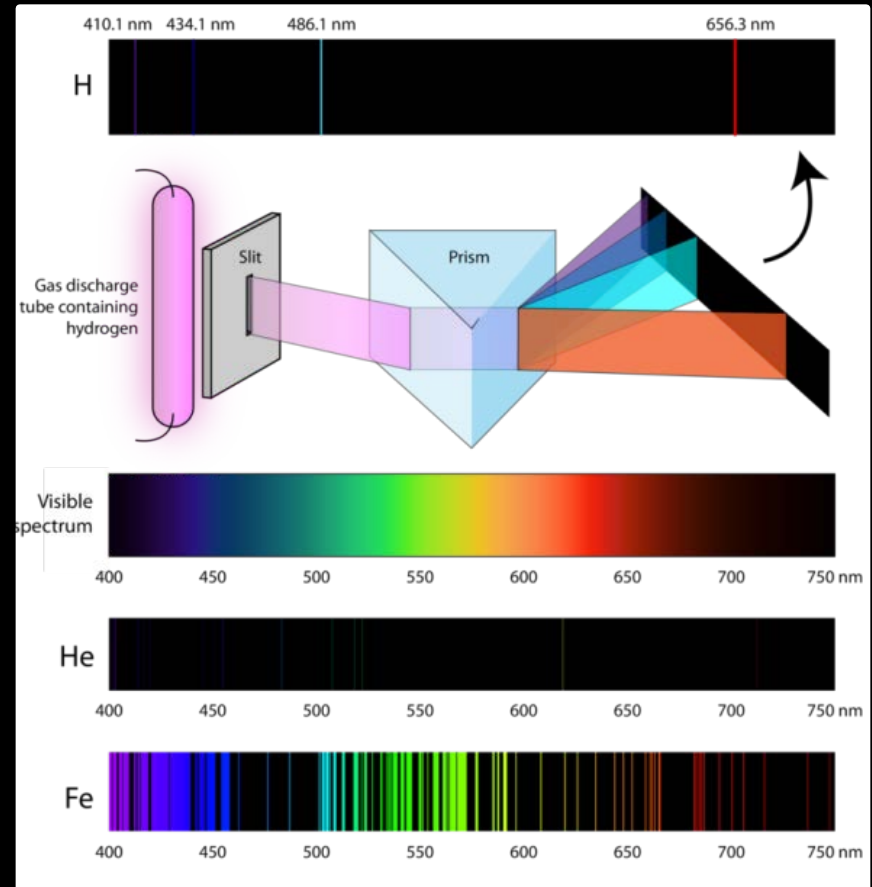 410.1 nm 434.1 nm 486.1 nm 656.3 nm
H
Slit
Prism
Gas discharge
tube containing
hydrogen
Visible
spectrum
400 450 500 550 600 650 700 750 nm
He
400 450 500 550 600 650 700 750 nm
Fe
400 450 500 550 600 650 700 750 nm